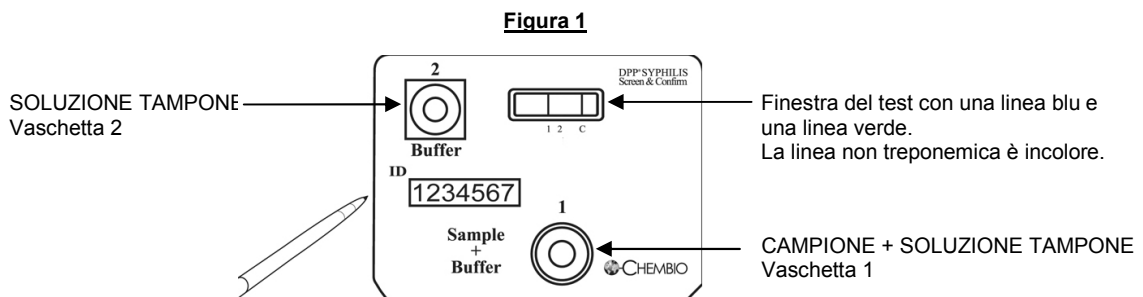 Figura 1
SOLUZIONE TAMPONE
Vaschetta 2
2
Buffer
DPP® SYPHILIS
Screen & Confirm
1 2 C
Finestra del test con una linea blu e
una linea verde.
La linea non treponemica è incolore.
ID
1234567
1
Sample
+
Buffer
CHEMBIO
CAMPIONE + SOLUZIONE TAMPONE
Vaschetta 1